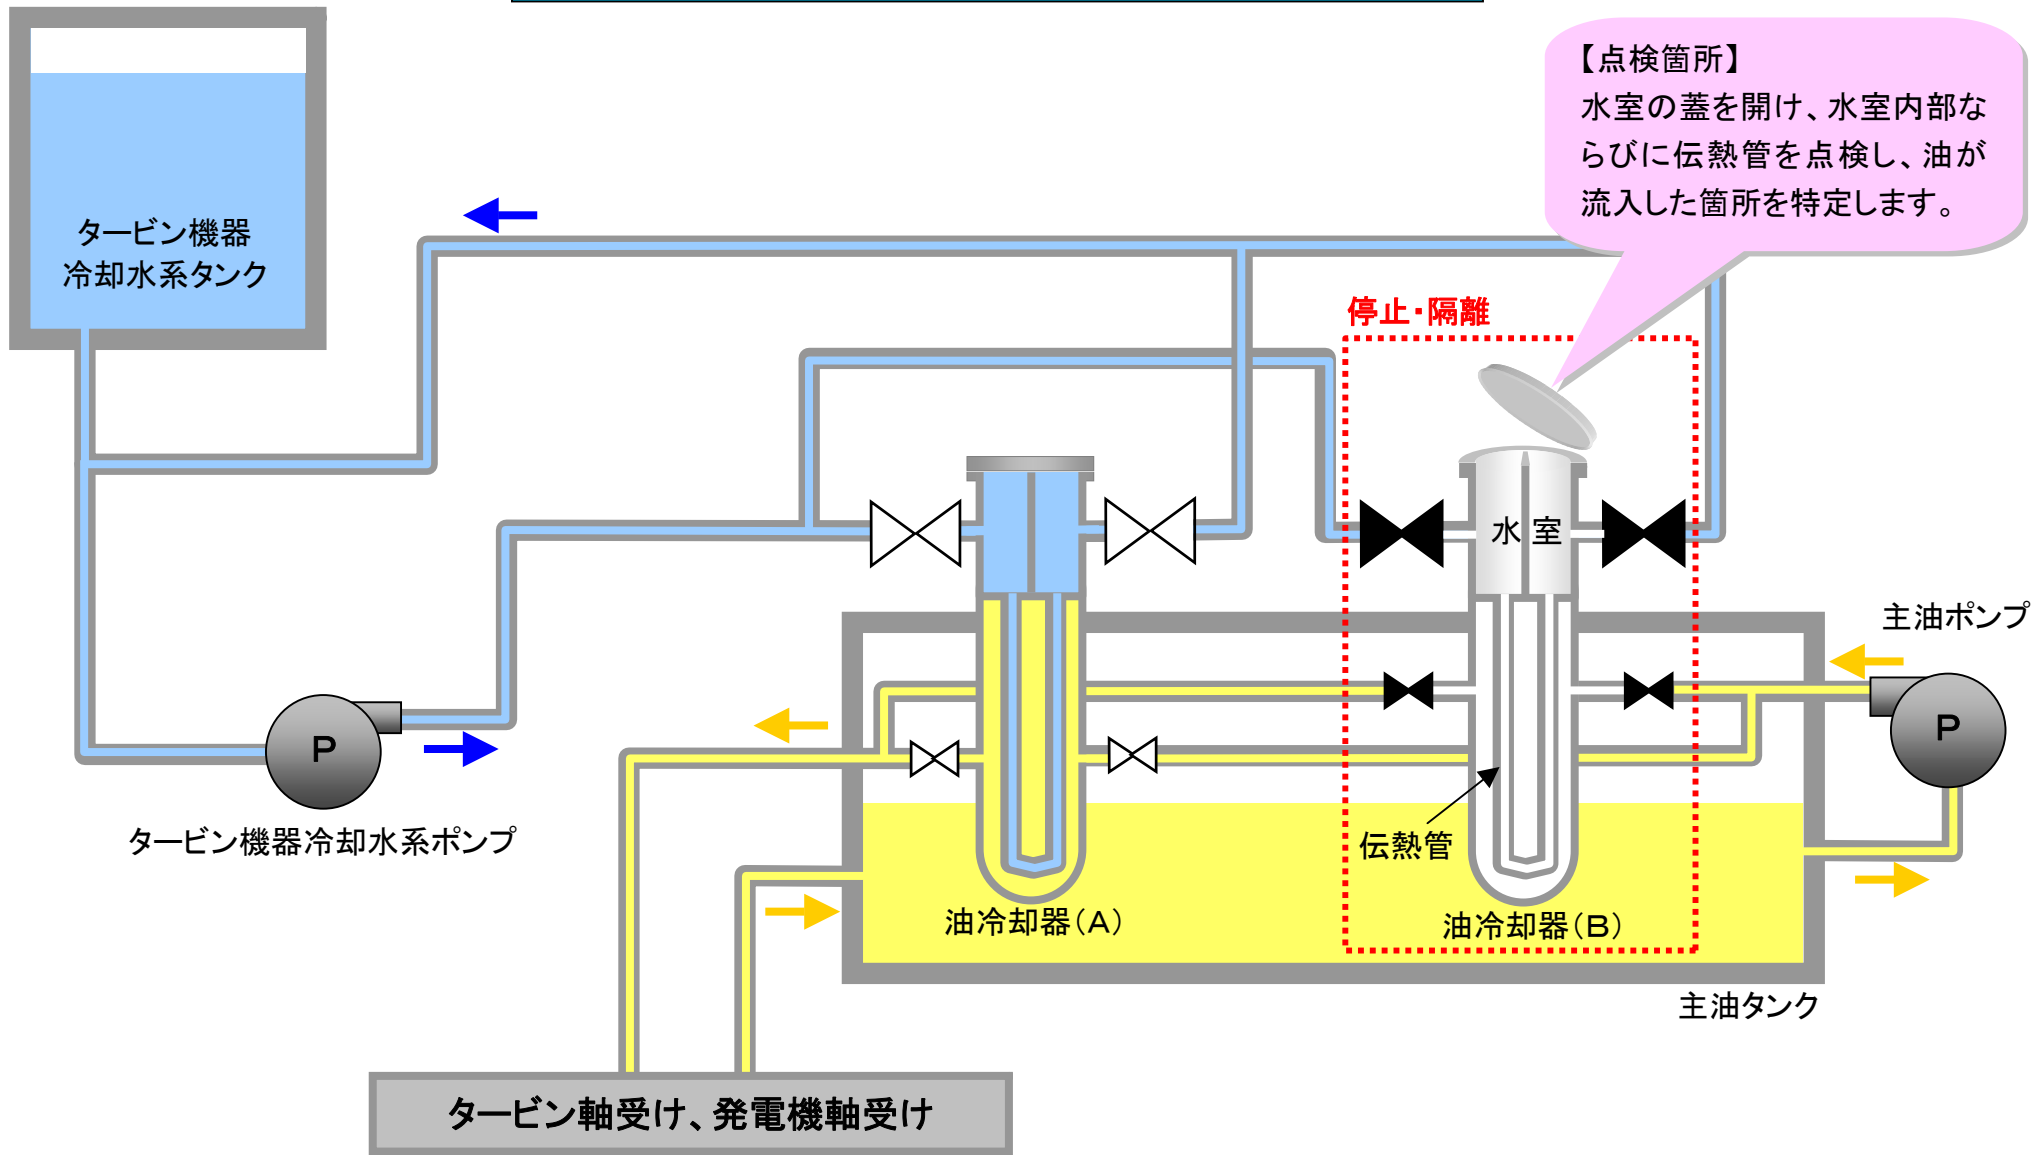 【点検箇所】
水室の蓋を開け、水室内部な
らびに伝熱管を点検し、油が
流入した箇所を特定します。
タービン機器
冷却水系タンク
停止・隔離
水室
主油ポンプ
P
P
タービン機器冷却水系ポンプ
伝熱管
油冷却器(A)
油冷却器(B)
主油タンク
タービン軸受け、発電機軸受け